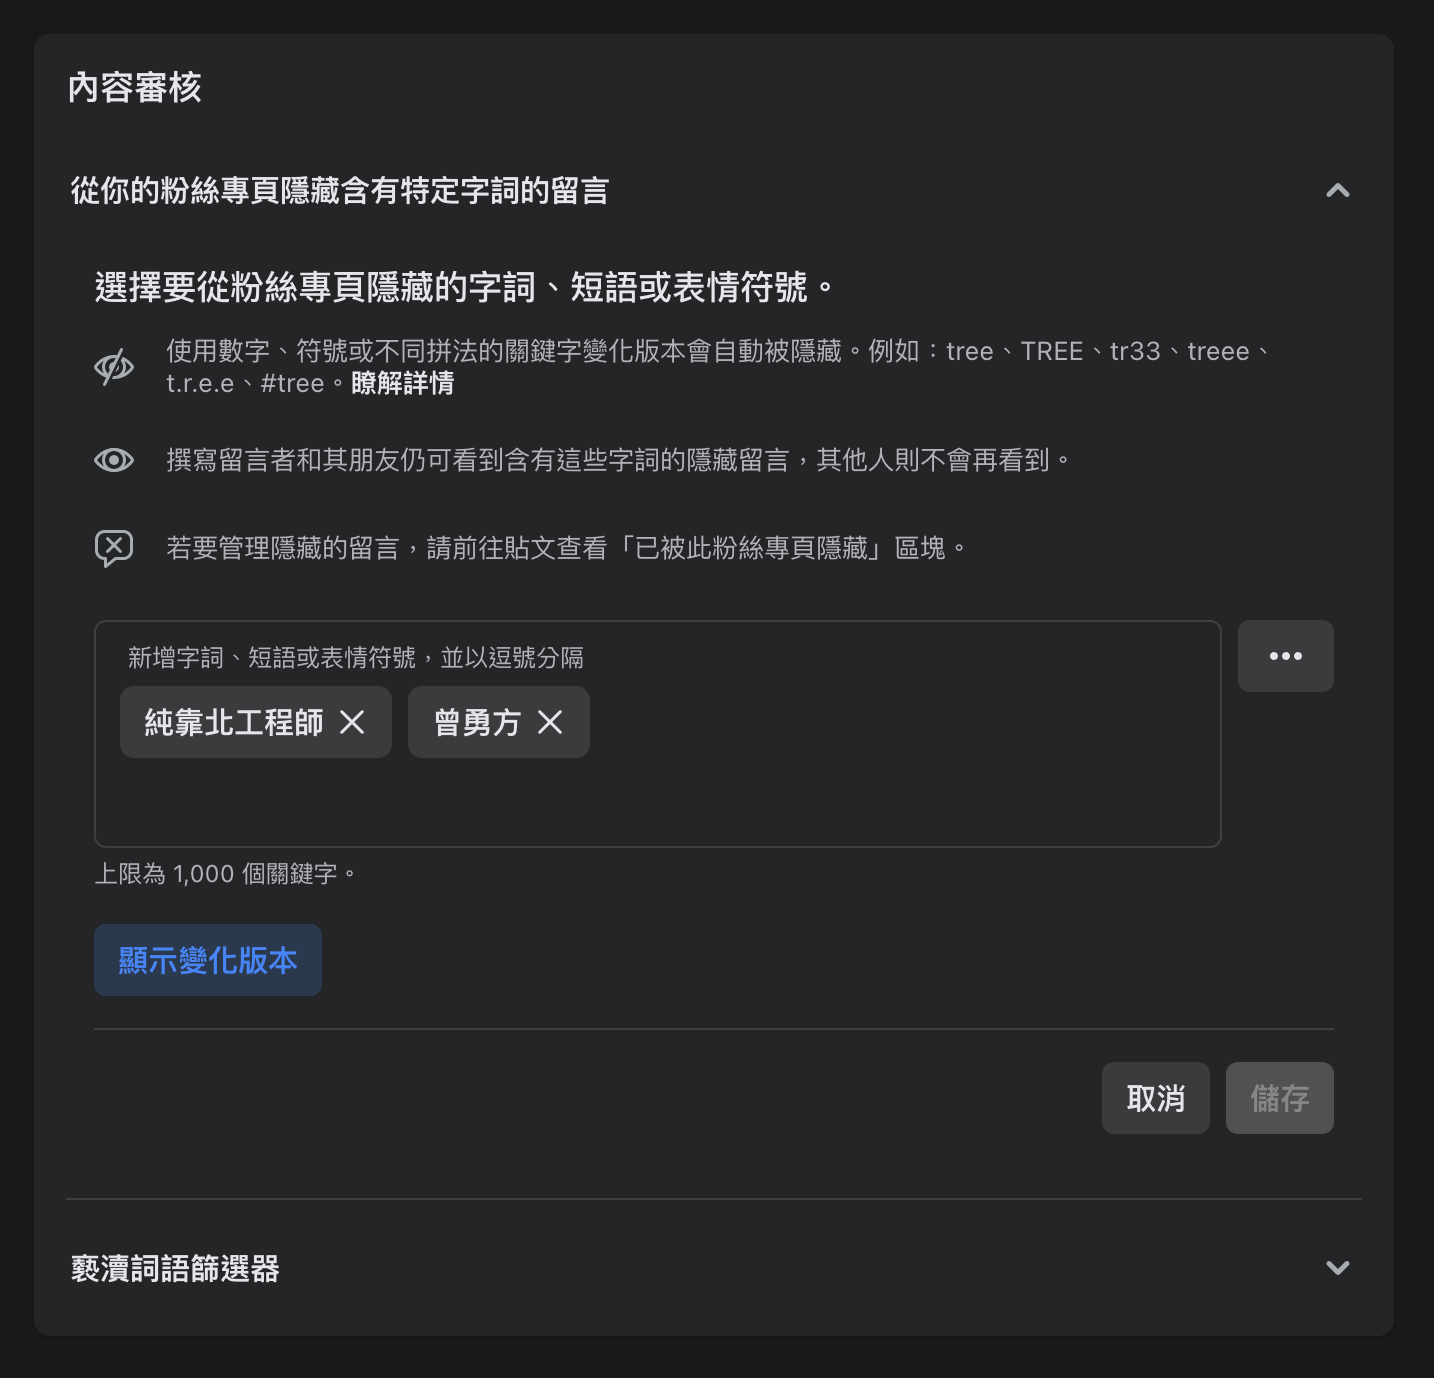 內容審核
從你的粉絲專頁隱藏含有特定字詞的留言
選擇要從粉絲專頁隱藏的字詞、短語或表情符號。
使用數字、符號或不同拼法的關鍵字變化版本會自動被隱藏。例如：tree、TREE、tr33、treee、
t.r.e.e、#tree。瞭解詳情
撰寫留言者和其朋友仍可看到含有這些字詞的隱藏留言，其他人則不會再看到。
若要管理隱藏的留言，請前往貼文查看「已被此粉絲專頁隱藏」區塊。
新增字詞、短語或表情符號，並以逗號分隔
純靠北工程師 曾勇方
上限為 1,000 個關鍵字。
顯示變化版本
取消 儲存
褻瀆詞語篩選器